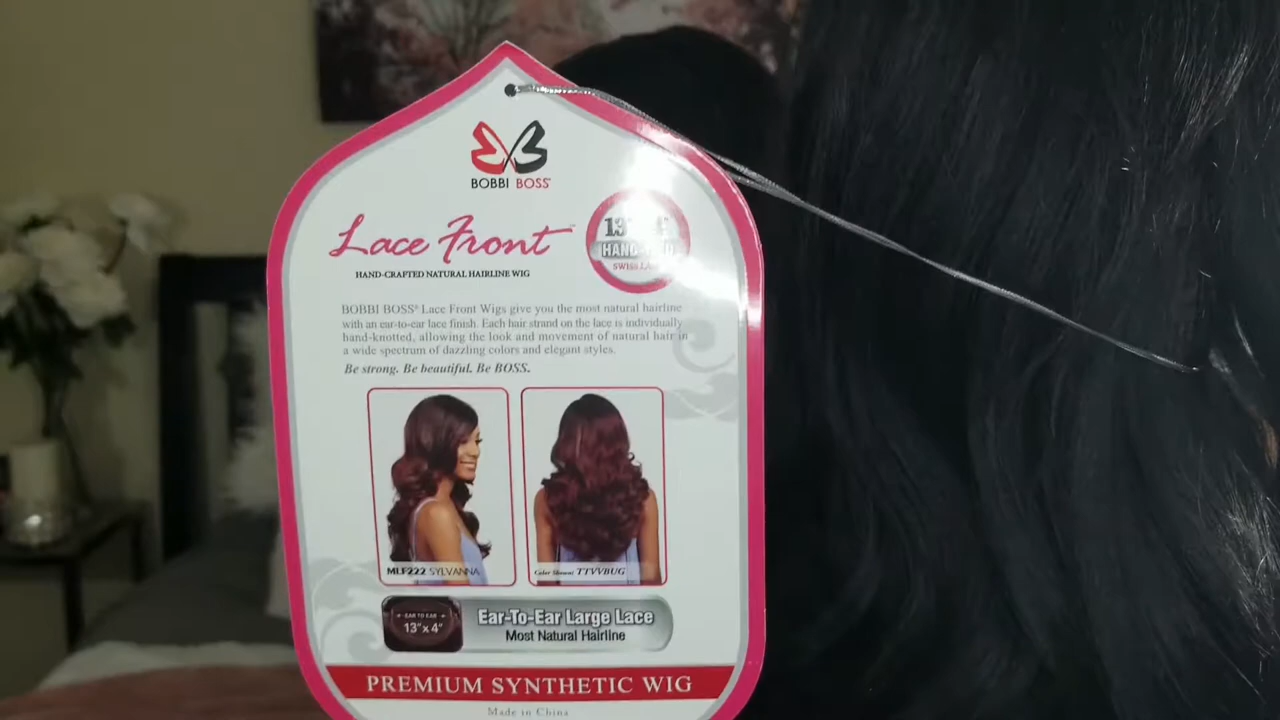 BOBBI BOSS
Lace Front™
HAND-CRAFTED NATURAL HAIRLINE WIG
BOBBI BOSS® Lace Front Wigs give you the most natural hairline
with an ear-to-ear lace finish. Each hair strand on the lace is individually
hand-knotted, allowing the look and movement of natural hair in
a wide spectrum of dazzling colors and elegant styles.
Be strong. Be beautiful. Be BOSS.
MLF222 SYLVANNA
Color Shown: TTVVBUG
EAR TO EAR
13"x 4"
Ear-To-Ear Large Lace
Most Natural Hairline
PREMIUM SYNTHETIC WIG
Made in China